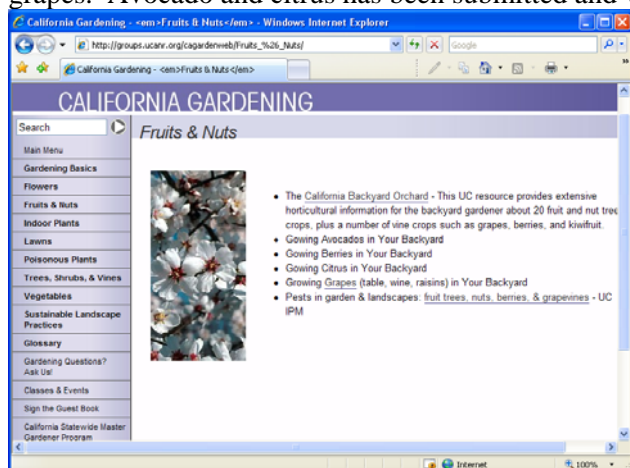 grapes. Avocado and citrus has been submitted and
California Gardening - <em>Fruits & Nuts</em> - Windows Internet Explorer
http://groups.ucanr.org/cagardenweb/Fruits_%26_Nuts/
Google
California Gardening - <em>Fruits & Nuts</em>
CALIFORNIA GARDENING
Search
Fruits & Nuts
Main Menu
Gardening Basics
Flowers
Fruits & Nuts
Indoor Plants
Lawns
Poisonous Plants
Trees, Shrubs, & Vines
Vegetables
Sustainable Landscape
Practices
Glossary
Gardening Questions?
Ask Us!
Classes & Events
Sign the Guest Book
California Statewide Master
Gardener Program
• The California Backyard Orchard - This UC resource provides extensive
horticultural information for the backyard gardener about 20 fruit and nut tree
crops, plus a number of vine crops such as grapes, berries, and kiwifruit.
• Gowing Avocados in Your Backyard
• Gowing Berries in Your Backyard
• Gowing Citrus in Your Backyard
• Growing Grapes (table, wine, raisins) in Your Backyard
• Pests in garden & landscapes: fruit trees, nuts, berries, & grapevines - UC
IPM
Internet
100%